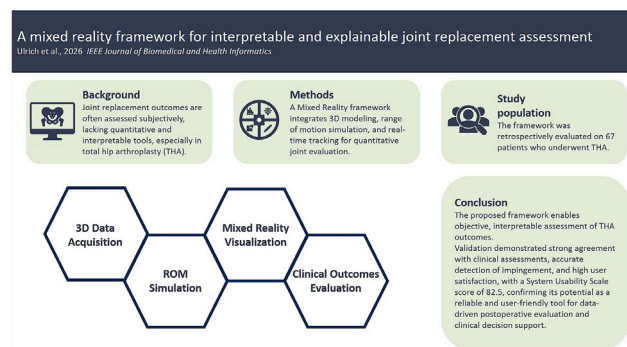 A mixed reality framework for interpretable and explainable joint replacement assessment
Ulrich et al., 2026 IEEE Journal of Biomedical and Health Informatics
Background
Joint replacement outcomes are
often assessed subjectively,
lacking quantitative and
interpretable tools, especially in
total hip arthroplasty (THA).
Methods
A Mixed Reality framework
integrates 3D modeling, range
of motion simulation, and real-
time tracking for quantitative
joint evaluation.
Study
population
The framework was
retrospectively evaluated on 67
patients who underwent THA.
3D Data
Acquisition
ROM
Simulation
Mixed Reality
Visualization
Clinical Outcomes
Evaluation
Conclusion
The proposed framework enables
objective, interpretable assessment of THA
outcomes.
Validation demonstrated strong agreement
with clinical assessments, accurate
detection of impingement, and high user
satisfaction, with a System Usability Scale
score of 82.5, confirming its potential as a
reliable and user-friendly tool for data-
driven postoperative evaluation and
clinical decision support.